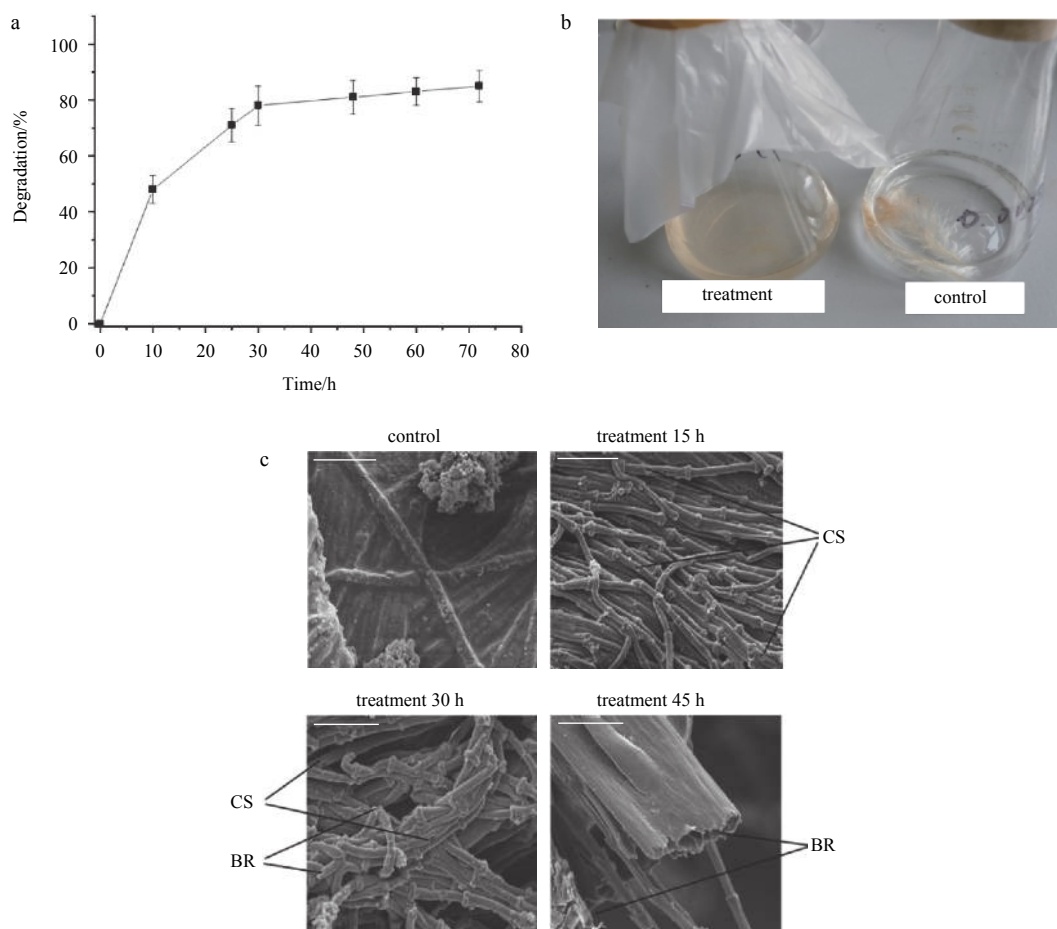 a
100
80
60
40
20
0
Degradation/%
0 10 20 30 40 50 60 70 80
Time/h
b
treatment
control
c
control
treatment 15 h
CS
treatment 30 h
treatment 45 h
CS
BR
BR